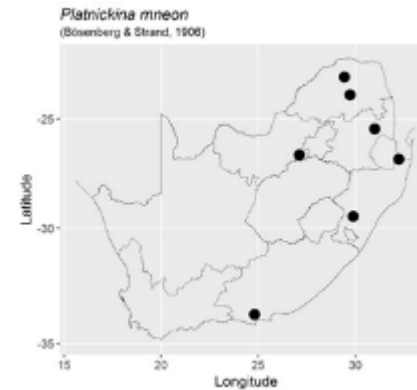 Platnickina mneon
(Bösenberg & Strand, 1906)
-25
-30
-35
Latitude
15 20 25 30
Longitude